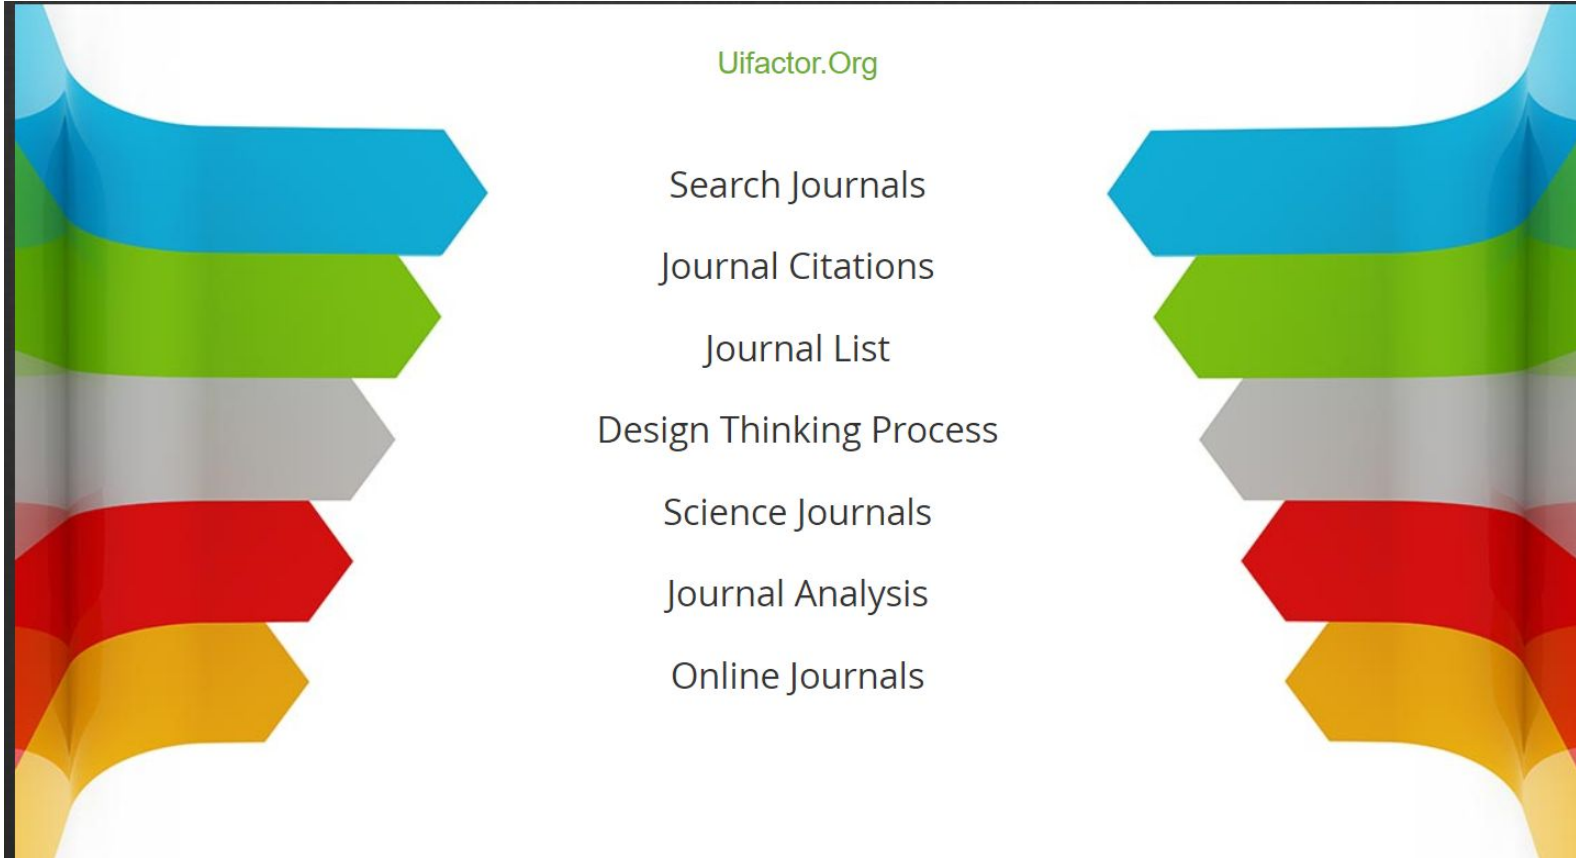 Uifactor.Org
Search Journals
Journal Citations
Journal List
Design Thinking Process
Science Journals
Journal Analysis
Online Journals